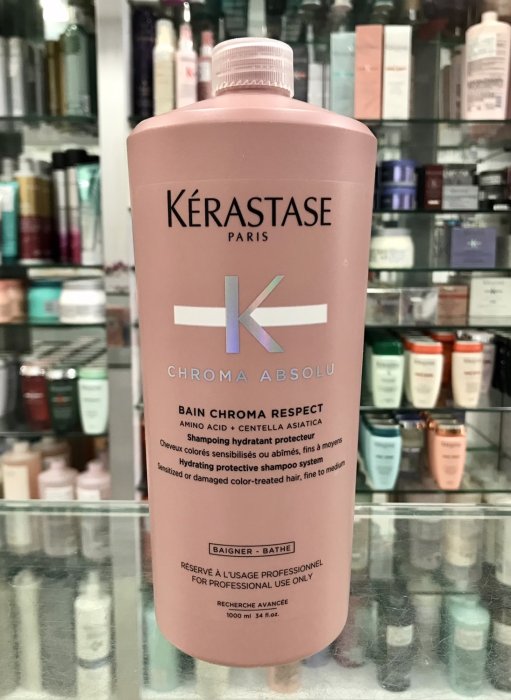 KÉRASTASE
PARIS
K
CHROMA ABSOLU
BAIN CHROMA RESPECT
AMINO ACID + CENTELLA ASIATICA
Shampoing hydratant protecteur
Cheveux colorés sensibilisés ou abîmés, fins à moyens
Hydrating protective shampoo system
Sensitized or damaged color-treated hair, fine to medium
BAIGNER - BATHE
RÉSERVÉ À L'USAGE PROFESSIONNEL
FOR PROFESSIONAL USE ONLY
RECHERCHE AVANCÉE
1000 ml 34 fl.oz.